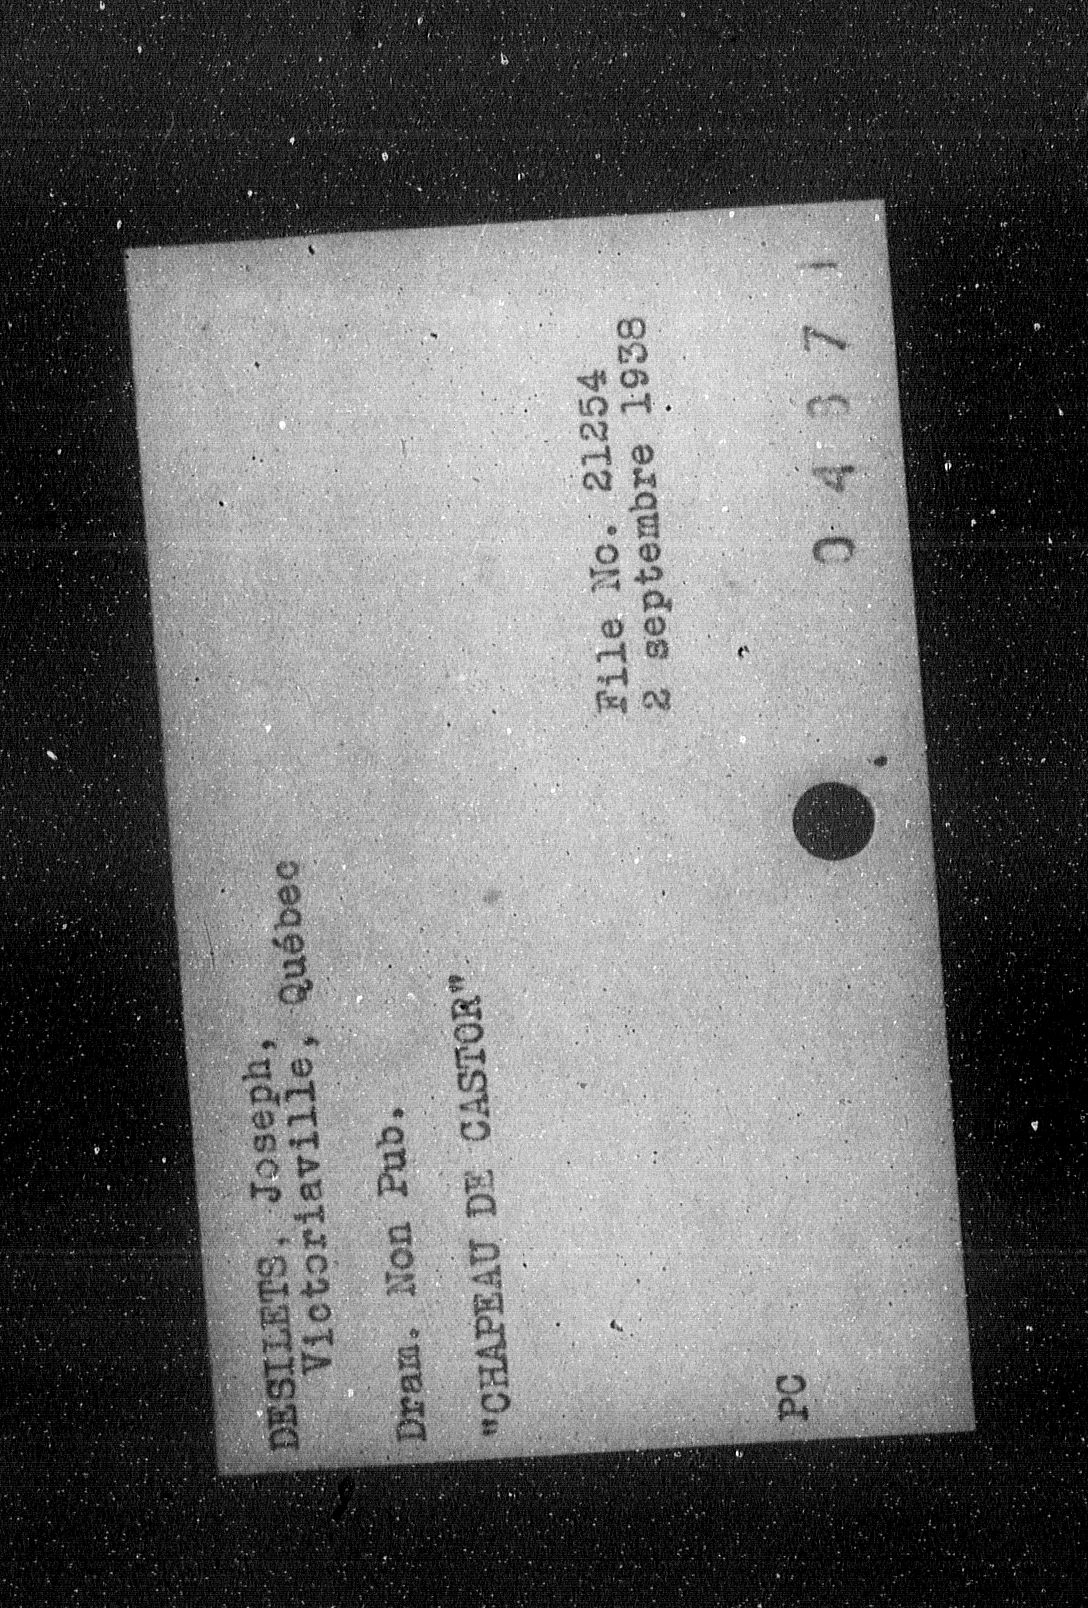 DESILETS, Joseph,
Victoriaville, Québec
Dram. Non Pub.
"CHAPEAU DE CASTOR"
File No. 21254
2 septembre 1938
PC
04371